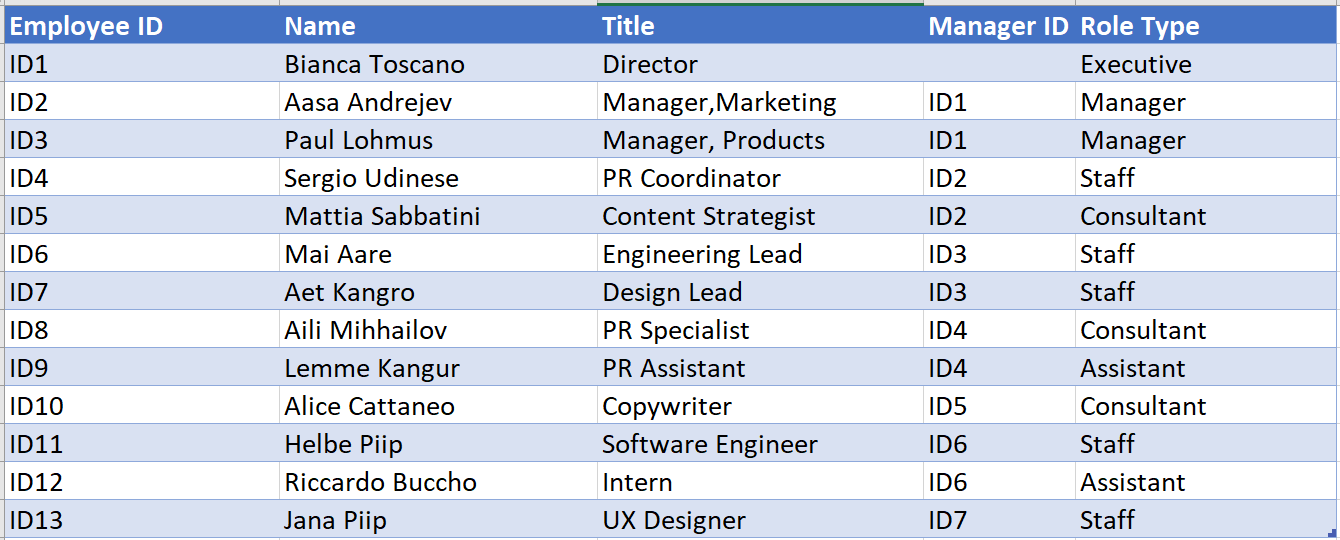 Employee ID Name Title Manager ID Role Type
ID1 Bianca Toscano Director Executive
ID2 Aasa Andrejev Manager,Marketing ID1 Manager
ID3 Paul Lohmus Manager, Products ID1 Manager
ID4 Sergio Udinese PR Coordinator ID2 Staff
ID5 Mattia Sabbatini Content Strategist ID2 Consultant
ID6 Mai Aare Engineering Lead ID3 Staff
ID7 Aet Kangro Design Lead ID3 Staff
ID8 Aili Mihhailov PR Specialist ID4 Consultant
ID9 Lemme Kangur PR Assistant ID4 Assistant
ID10 Alice Cattaneo Copywriter ID5 Consultant
ID11 Helbe Piip Software Engineer ID6 Staff
ID12 Riccardo Buccho Intern ID6 Assistant
ID13 Jana Piip UX Designer ID7 Staff